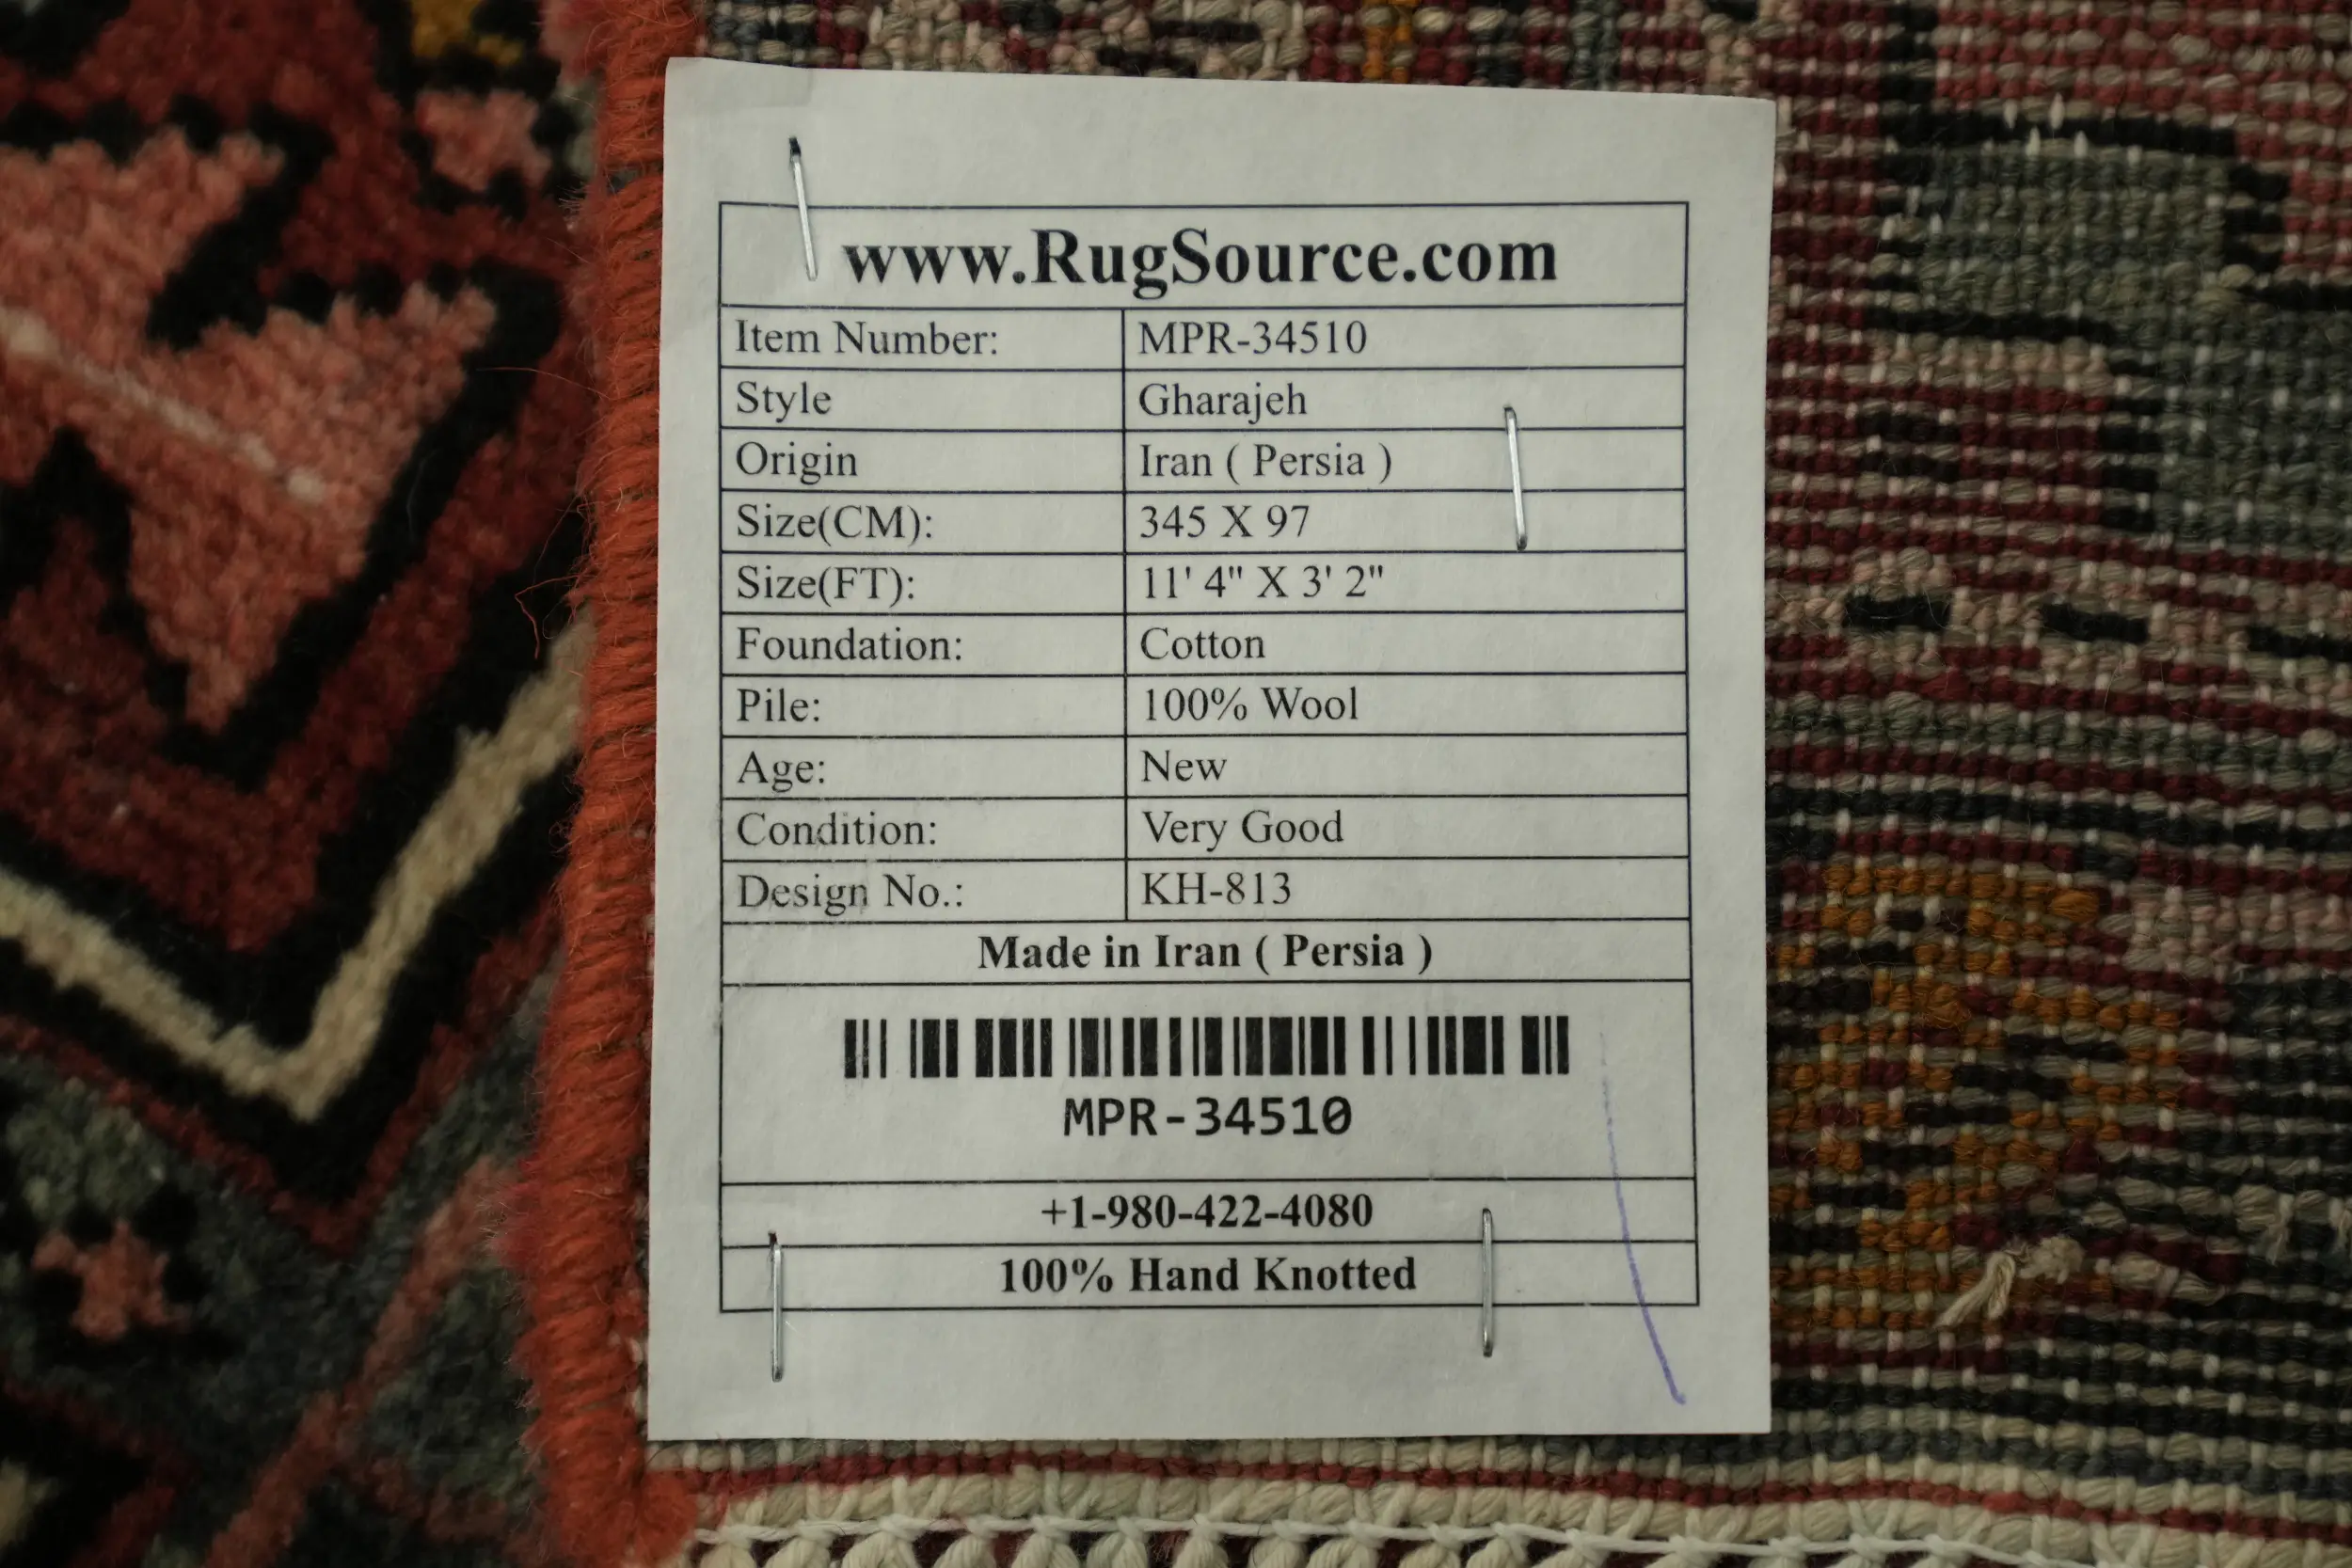 www.RugSource.com
Item Number: MPR-34510
Style Gharajeh
Origin Iran ( Persia )
Size(CM): 345 X 97
Size(FT): 11' 4" X 3' 2"
Foundation: Cotton
Pile: 100% Wool
Age: New
Condition: Very Good
Design No.: KH-813
Made in Iran ( Persia )
MPR-34510
+1-980-422-4080
100% Hand Knotted